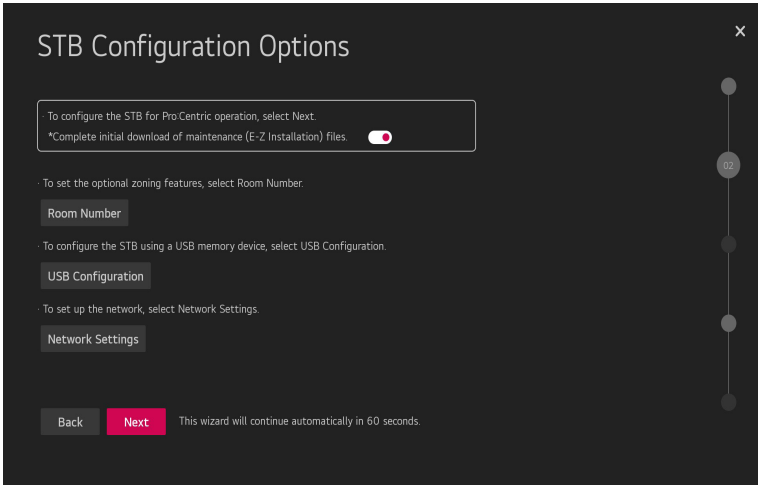 STB Configuration Options
×
· To configure the STB for Pro:Centric operation, select Next.
*Complete initial download of maintenance (E-Z Installation) files.
02
· To set the optional zoning features, select Room Number.
Room Number
· To configure the STB using a USB memory device, select USB Configuration.
USB Configuration
· To set up the network, select Network Settings.
Network Settings
Back
Next
This wizard will continue automatically in 60 seconds.